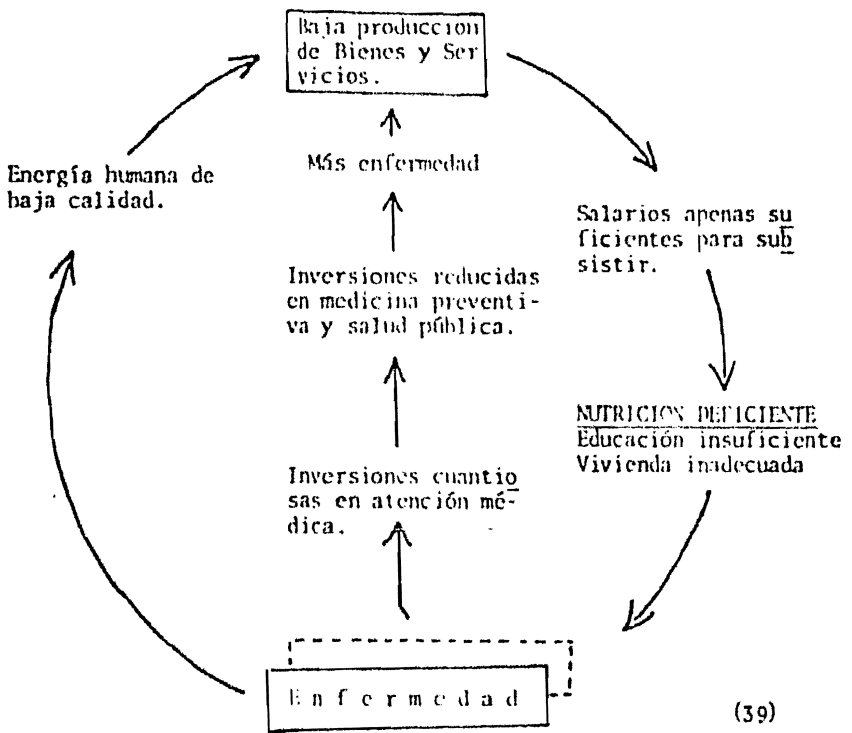 Baja produccion
de Bienes y Ser
vicios.
Energía humana de
baja calidad.
Más enfermedad
Salarios apenas su
ficientes para sub
sistir.
Inversiones reducidas
en medicina preventi-
va y salud pública.
NUTRICION DEFICIENTE
Educación insuficiente
Vivienda inadecuada
Inversiones cuantio
sas en atención mé-
dica.
Enfermedad
(39)